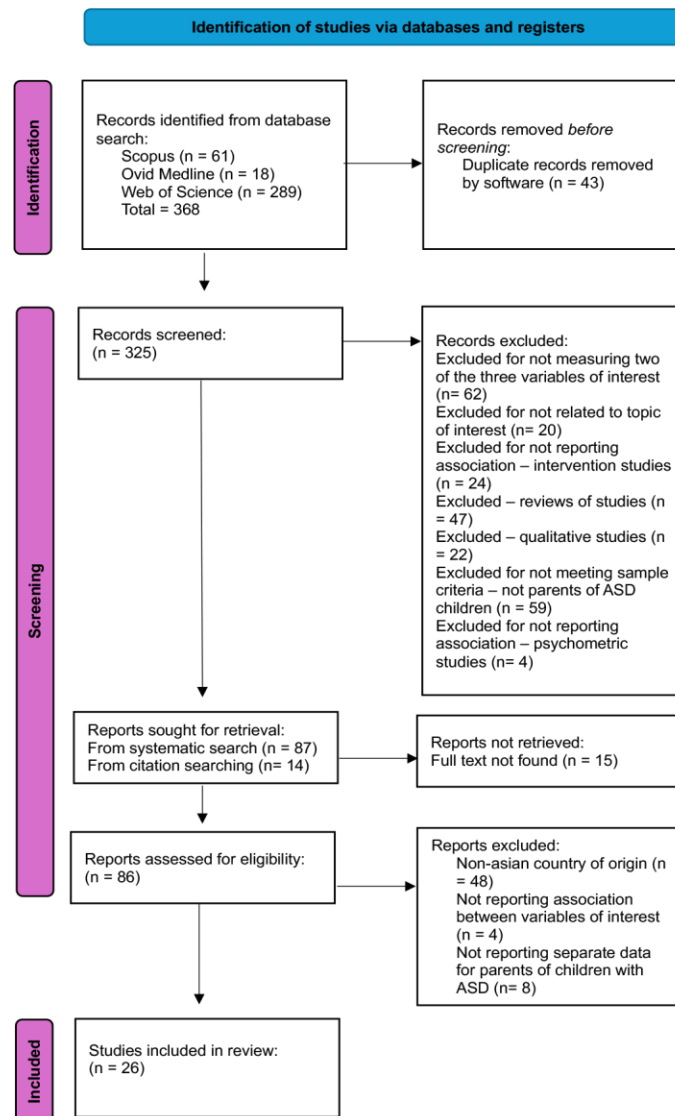 Identification of studies via databases and registers
Identification
Records identified from database
search:
Scopus (n = 61)
Ovid Medline (n = 18)
Web of Science (n = 289)
Total = 368
Records removed before
screening:
Duplicate records removed
by software (n = 43)
Screening
Records screened:
(n = 325)
Records excluded:
Excluded for not measuring two
of the three variables of interest
(n= 62)
Excluded for not related to topic
of interest (n= 20)
Excluded for not reporting
association – intervention studies
(n = 24)
Excluded – reviews of studies (n
= 47)
Excluded – qualitative studies (n
= 22)
Excluded for not meeting sample
criteria – not parents of ASD
children (n = 59)
Excluded for not reporting
association – psychometric
studies (n= 4)
Reports sought for retrieval:
From systematic search (n = 87)
From citation searching (n= 14)
Reports not retrieved:
Full text not found (n = 15)
Reports assessed for eligibility:
(n = 86)
Reports excluded:
Non-asian country of origin (n
= 48)
Not reporting association
between variables of interest
(n = 4)
Not reporting separate data
for parents of children with
ASD (n= 8)
Included
Studies included in review:
(n = 26)